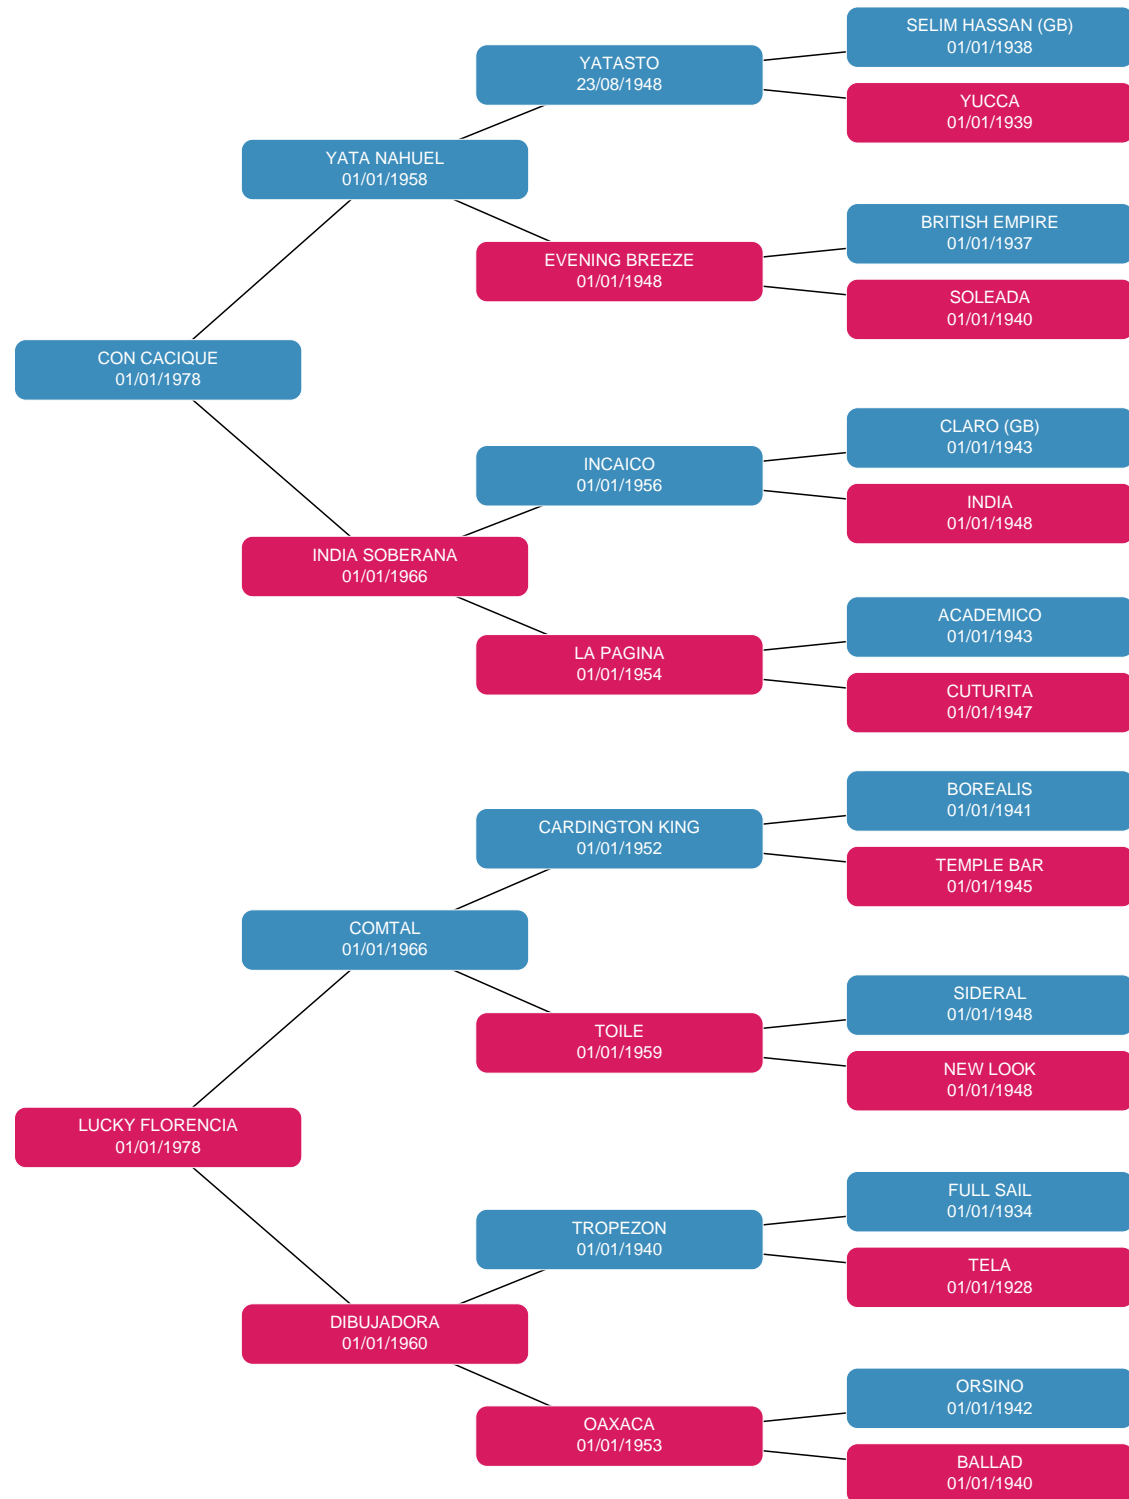 SELIM HASSAN (GB)
01/01/1938
YATASTO
23/08/1948
YUCCA
01/01/1939
YATA NAHUEL
01/01/1958
BRITISH EMPIRE
01/01/1937
EVENING BREEZE
01/01/1948
SOLEADA
01/01/1940
CON CACIQUE
01/01/1978
CLARO (GB)
01/01/1943
INCAICO
01/01/1956
INDIA
01/01/1948
INDIA SOBERANA
01/01/1966
ACADEMICO
01/01/1943
LA PAGINA
01/01/1954
CUTURITA
01/01/1947
BOREALIS
01/01/1941
CARDINGTON KING
01/01/1952
TEMPLE BAR
01/01/1945
COMTAL
01/01/1966
SIDERAL
01/01/1948
TOILE
01/01/1959
NEW LOOK
01/01/1948
LUCKY FLORENCIA
01/01/1978
FULL SAIL
01/01/1934
TROPEZON
01/01/1940
TELA
01/01/1928
DIBUJADORA
01/01/1960
ORSINO
01/01/1942
OAXACA
01/01/1953
BALLAD
01/01/1940